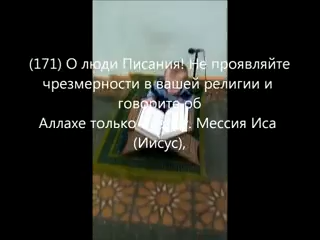 (171) О люди Писания! Не проявляйте
чрезмерности в вашей религии и
говорите об
Аллахе только Мессия Иса
(Иисус),